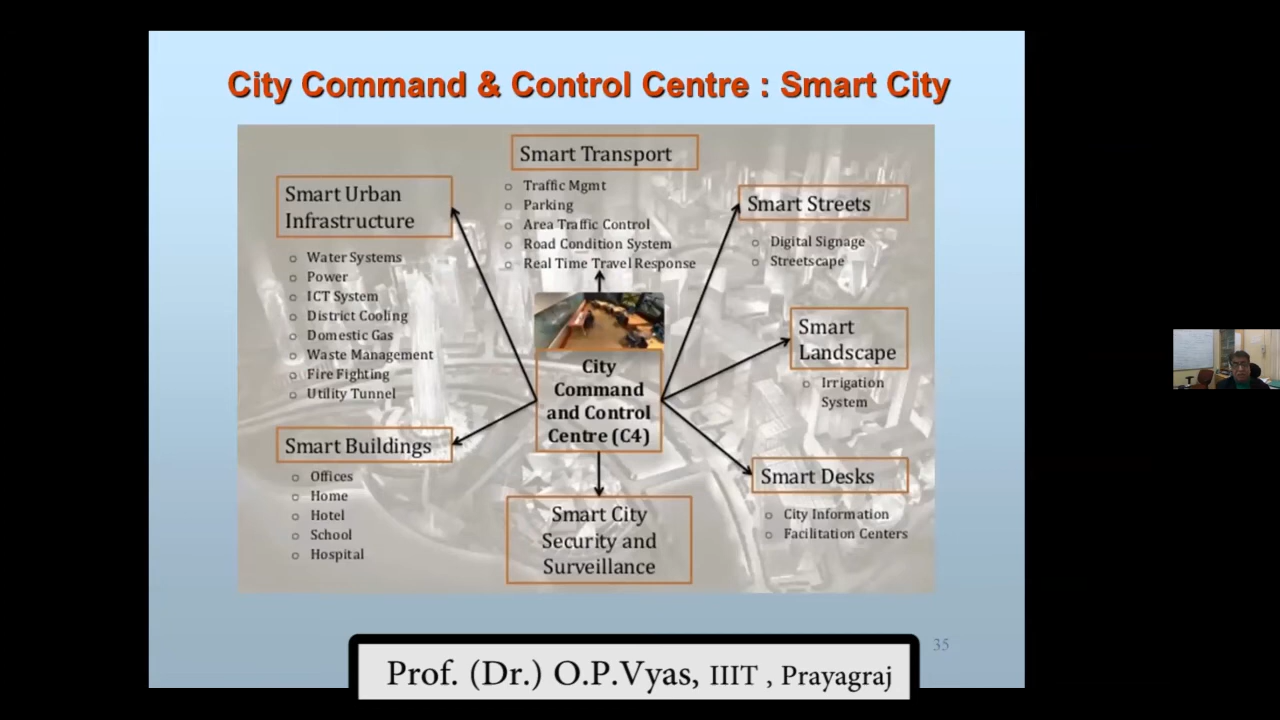 City Command & Control Centre : Smart City
Smart Transport
o Traffic Mgmt
o Parking
o Area Traffic Control
o Road Condition System
o Real Time Travel Response
Smart Urban
Infrastructure
o Water Systems
o Power
o ICT System
o District Cooling
o Domestic Gas
o Waste Management
o Fire Fighting
o Utility Tunnel
Smart Buildings
o Offices
o Home
o Hotel
o School
o Hospital
City
Command
and Control
Centre (C4)
Smart City
Security and
Surveillance
Smart Streets
o Digital Signage
o Streetscape
Smart
Landscape
o Irrigation
System
Smart Desks
o City Information
o Facilitation Centers
35
Prof. (Dr.) O.P.Vyas, IIIT , Prayagraj